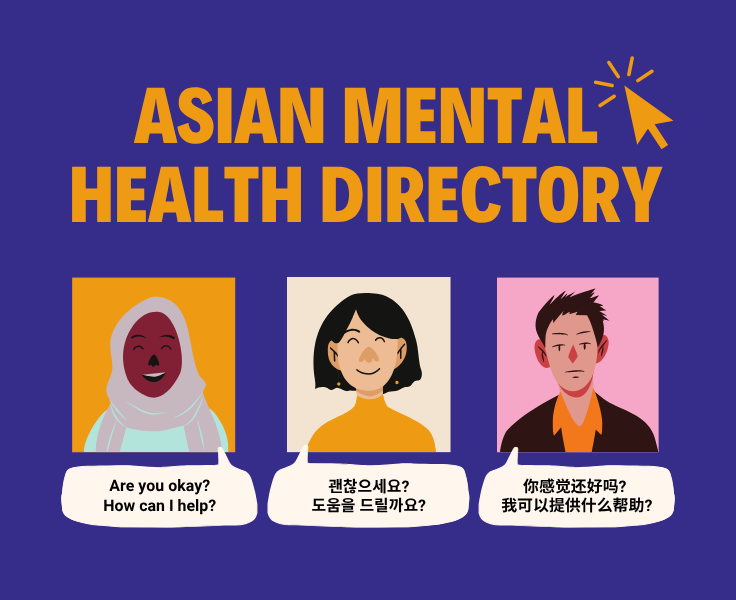 ASIAN MENTAL
HEALTH DIRECTORY
Are you okay?
How can I help?
괜찮으세요?
도움을 드릴까요?
你感觉还好吗?
我可以提供什么帮助?